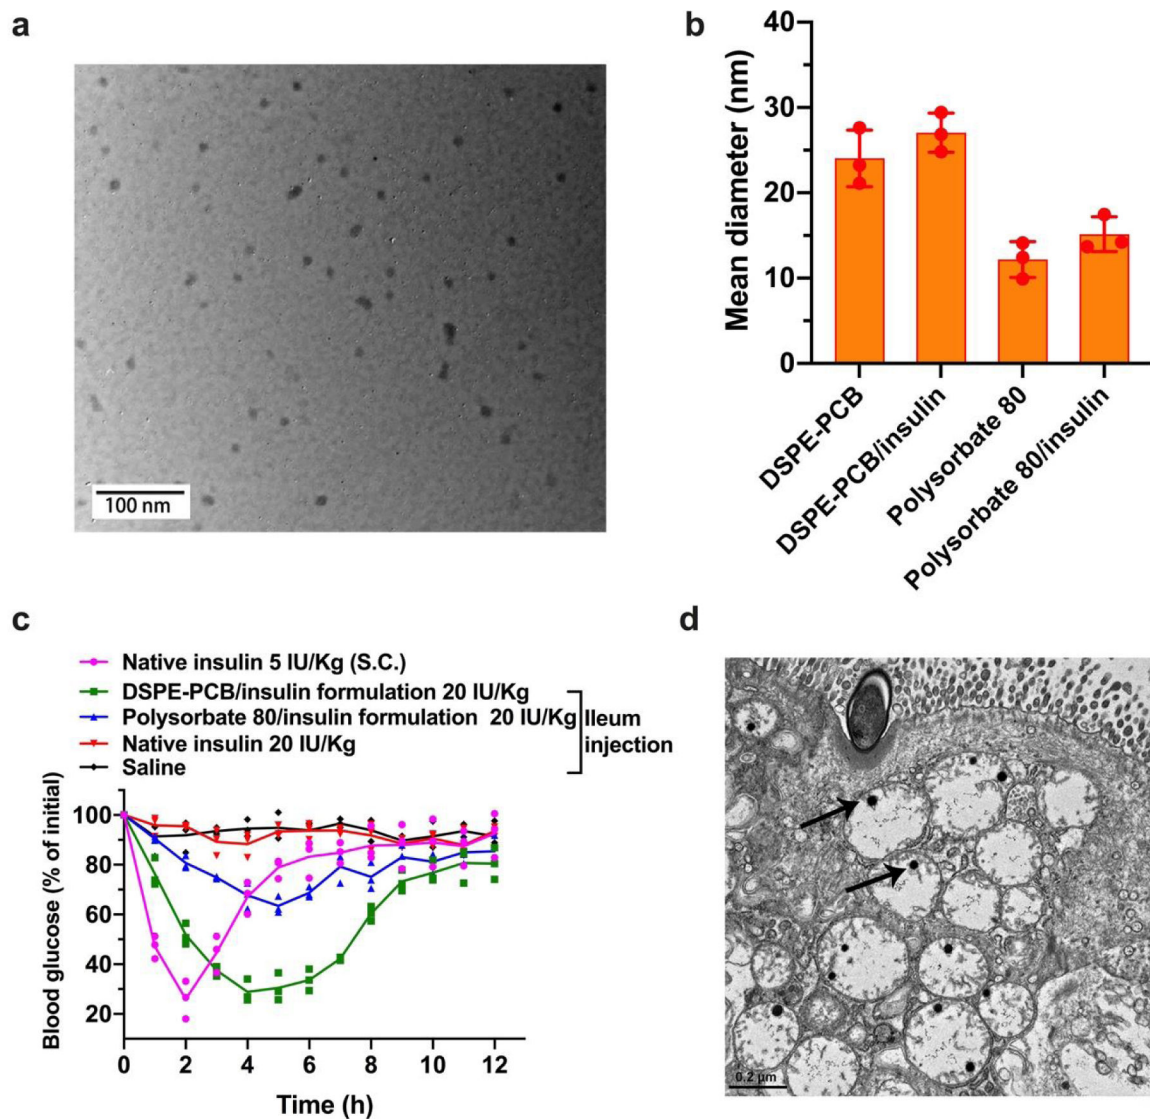 a
100 nm
b
Mean diameter (nm)
40
30
20
10
0
DSPE-PCB
DSPE-PCB/insulin
Polysorbate 80
Polysorbate 80/insulin
c
Native insulin 5 IU/Kg (S.C.)
DSPE-PCB/insulin formulation 20 IU/Kg
Polysorbate 80/insulin formulation 20 IU/Kg
Native insulin 20 IU/Kg
Saline
Ileum
injection
Blood glucose (% of initial)
100
80
60
40
20
0 2 4 6 8 10 12
Time (h)
d
0.2 µm